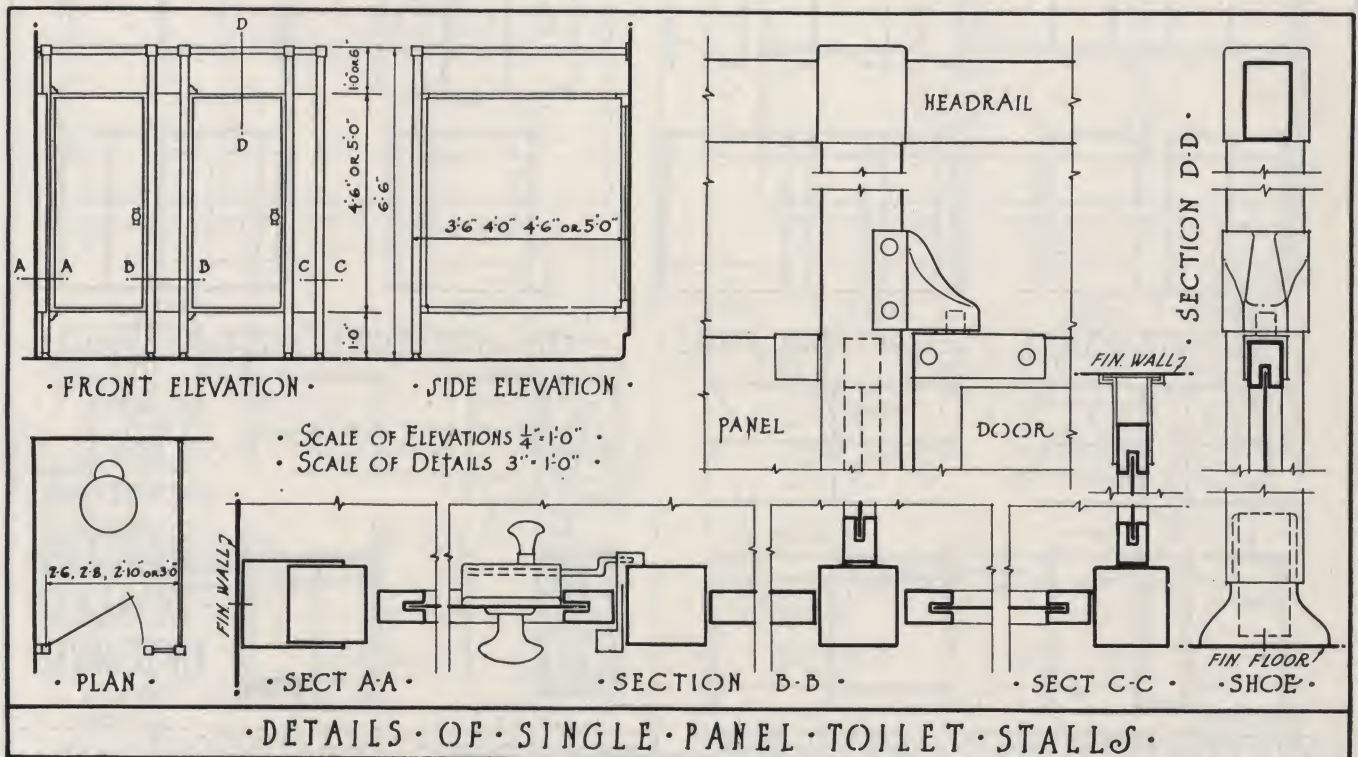 D
D
A A B B C C
1'0" OR 6"
4'6" OR 5'0"
6'6"
1'0"
3'6" 4'0" 4'6" OR 5'0"
· FRONT ELEVATION ·
· SIDE ELEVATION ·
· SCALE OF ELEVATIONS ¼" = 1'0" ·
· SCALE OF DETAILS 3" = 1'0" ·
2'6, 2'8, 2'10" OR 3'0"
· PLAN ·
HEADRAIL
PANEL
DOOR
· SECTION D-D ·
FIN. WALL
FIN. WALL
FIN. FLOOR
· SECT A-A ·
· SECTION B-B ·
· SECT C-C ·
· SHOE ·
· DETAILS · OF · SINGLE · PANEL · TOILET · STALLS ·